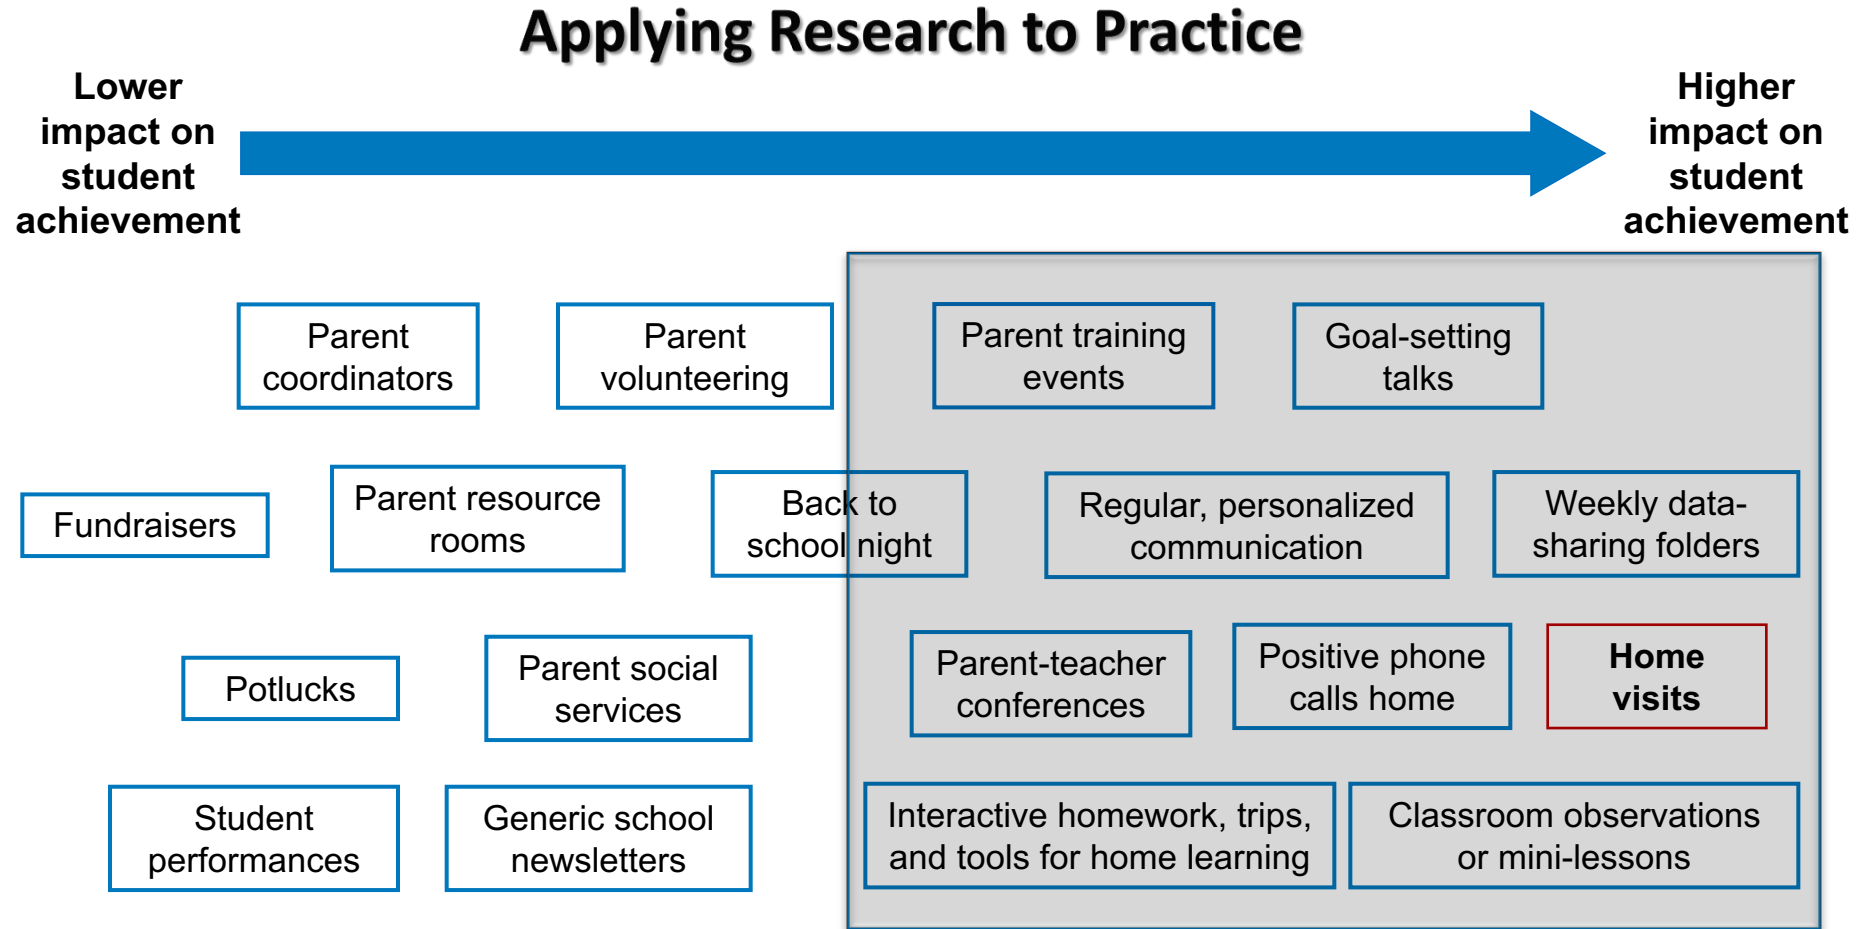 Applying Research to Practice
Lower
impact on
student
achievement
Higher
impact on
student
achievement
Parent
coordinators
Parent
volunteering
Parent training
events
Goal-setting
talks
Fundraisers
Parent resource
rooms
Back to
school night
Regular, personalized
communication
Weekly data-
sharing folders
Potlucks
Parent social
services
Parent-teacher
conferences
Positive phone
calls home
Home
visits
Student
performances
Generic school
newsletters
Interactive homework, trips,
and tools for home learning
Classroom observations
or mini-lessons